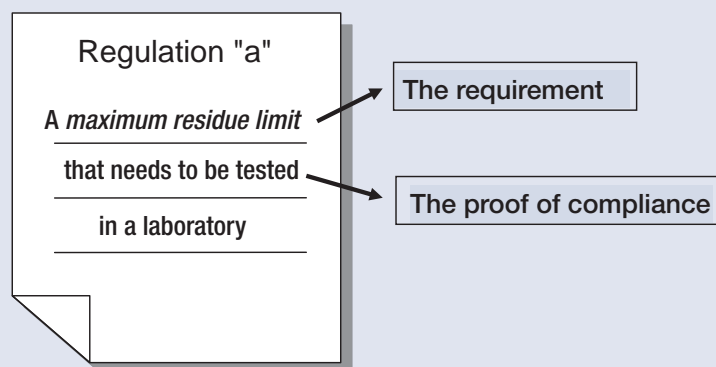 Regulation "a"
A maximum residue limit
that needs to be tested
in a laboratory
The requirement
The proof of compliance